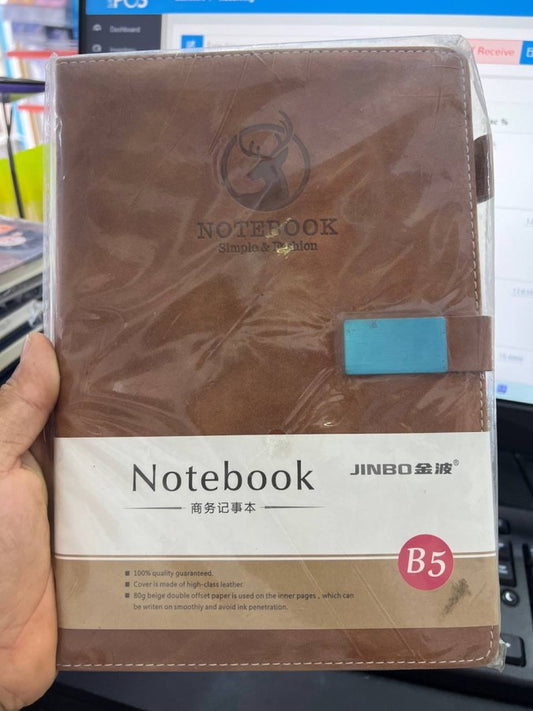 POS
Dashboard
Receive
NOTEBOOK
Simple & Fashion
Notebook
JINBO金波®
商务记事本
B5
■ 100% quality guaranteed.
■ Cover is made of high-class leather.
■ 80g beige double offset paper is used on the inner pages , which can
be writen on smoothiy and avoid ink penetration.